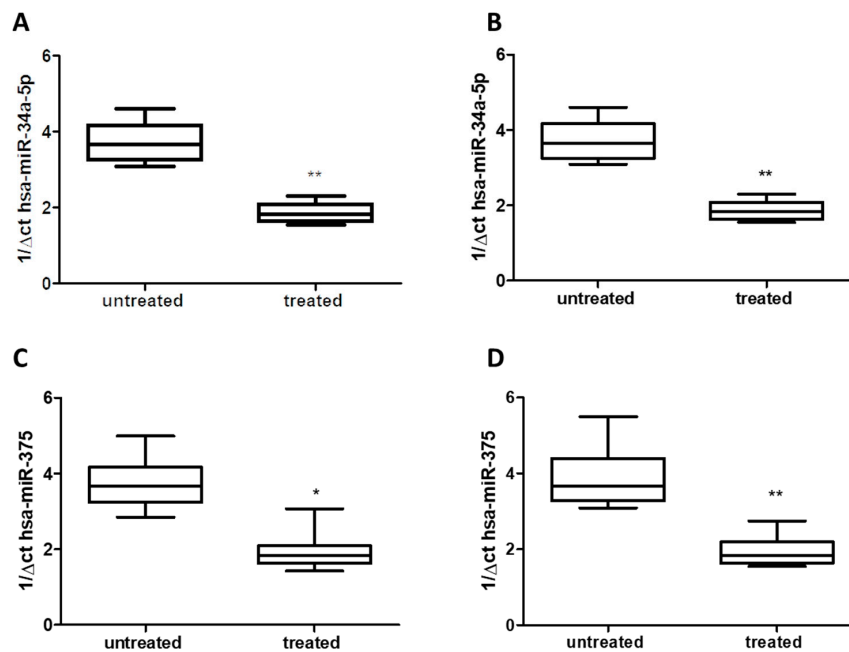 A
1/Δct hsa-miR-34a-5p
6
4
2
0
**
untreated
treated
B
1/Δct hsa-miR-34a-5p
6
4
2
0
**
untreated
treated
C
1/Δct hsa-miR-375
6
4
2
0
*
untreated
treated
D
1/Δct hsa-miR-375
6
4
2
0
**
untreated
treated